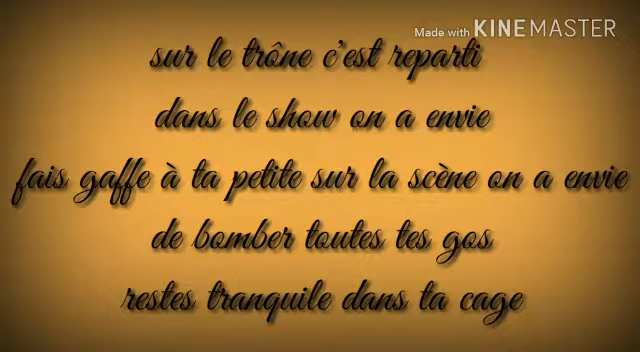 Made with KINEMASTER
sur le trône c'est reparti
dans le show on a envie
fais gaffe à ta petite sur la scène on a envie
de bomber toutes tes gos
restes tranquile dans ta cage